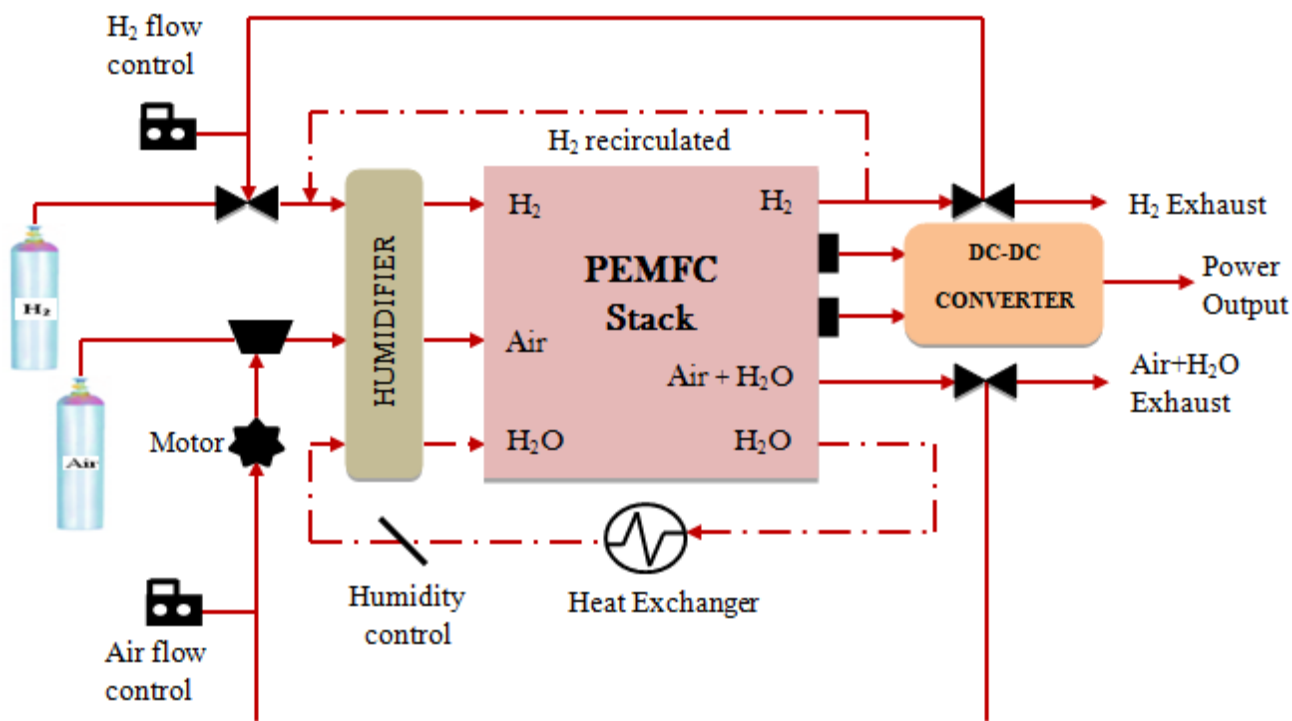 H₂ flow
control
H₂ recirculated
H₂
H₂
H₂ Exhaust
H₂
HUMIDIFIER
PEMFC
Stack
DC-DC
CONVERTER
Power
Output
Air
Air + H₂O
Air+H₂O
Exhaust
Motor
Air
H₂O
H₂O
Humidity
control
Heat Exchanger
Air flow
control